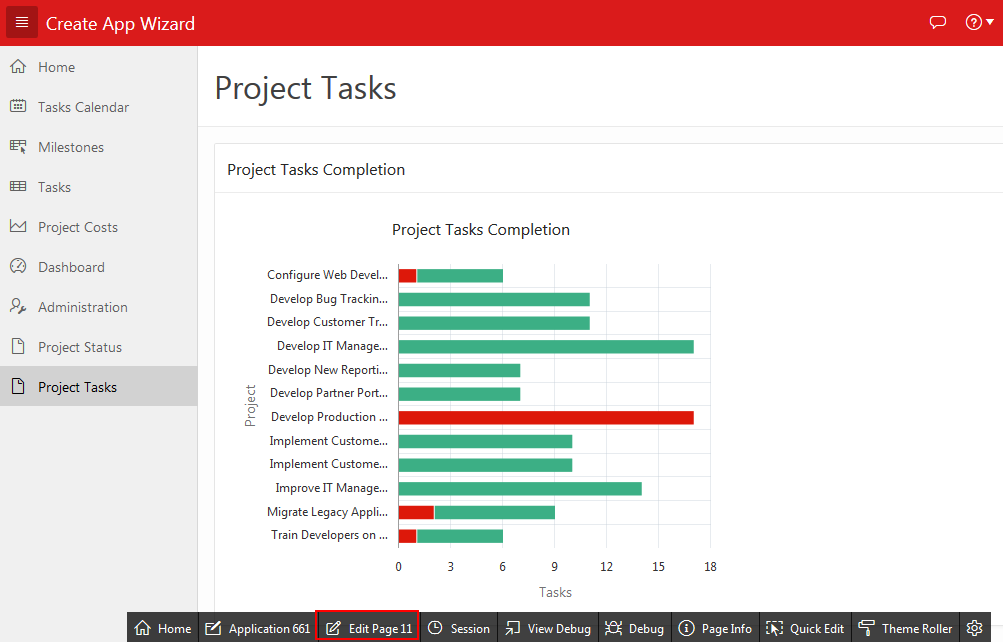 Create App Wizard
Home
Tasks Calendar
Milestones
Tasks
Project Costs
Dashboard
Administration
Project Status
Project Tasks
Project Tasks
Project Tasks Completion
Project Tasks Completion
Configure Web Devel...
Develop Bug Trackin...
Develop Customer Tr...
Develop IT Manage...
Develop New Reporti...
Develop Partner Port...
Develop Production ...
Implement Custome...
Implement Custome...
Improve IT Manage...
Migrate Legacy Appli...
Train Developers on ...
Project
0 3 6 9 12 15 18
Tasks
Home Application 661 Edit Page 11 Session View Debug Debug Page Info Quick Edit Theme Roller